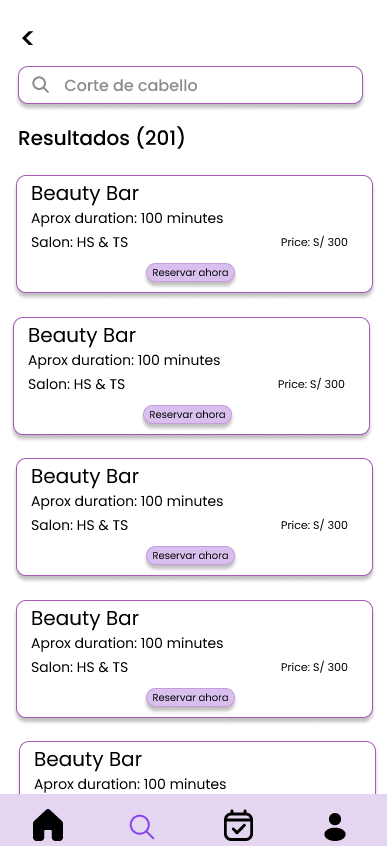 Corte de cabello
Resultados (201)
Beauty Bar
Aprox duration: 100 minutes
Salon: HS & TS
Price: S/ 300
Reservar ahora
Beauty Bar
Aprox duration: 100 minutes
Salon: HS & TS
Price: S/ 300
Reservar ahora
Beauty Bar
Aprox duration: 100 minutes
Salon: HS & TS
Price: S/ 300
Reservar ahora
Beauty Bar
Aprox duration: 100 minutes
Salon: HS & TS
Price: S/ 300
Reservar ahora
Beauty Bar
Aprox duration: 100 minutes